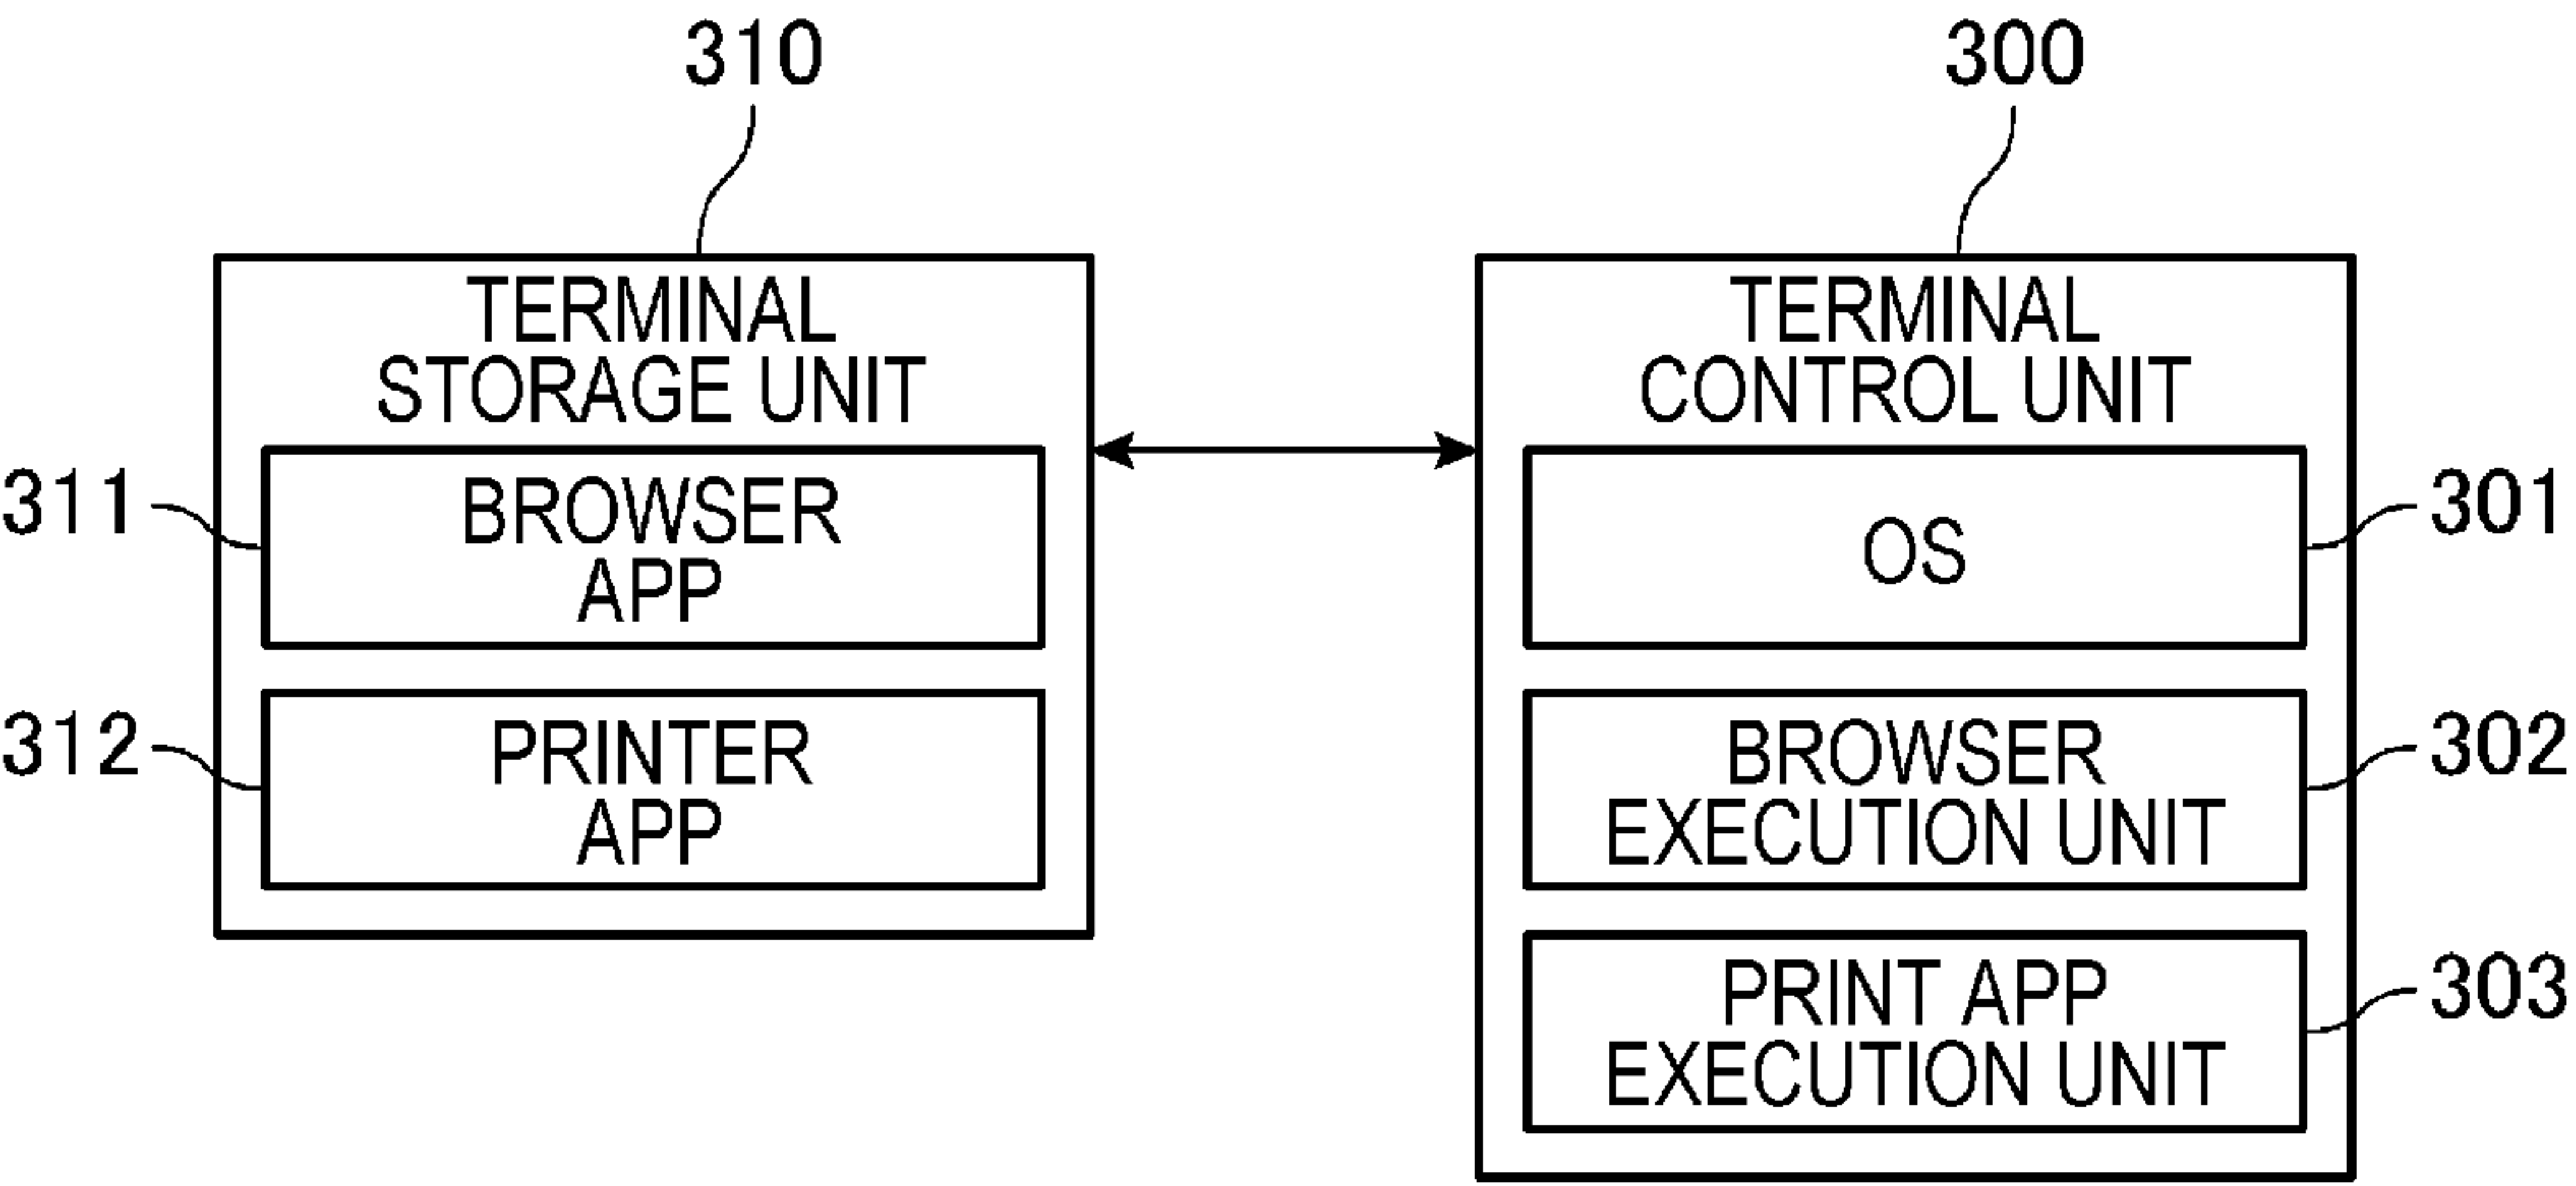 310
300
TERMINAL
STORAGE UNIT
311
BROWSER
APP
312
PRINTER
APP
TERMINAL
CONTROL UNIT
OS
301
BROWSER
EXECUTION UNIT
302
PRINT APP
EXECUTION UNIT
303